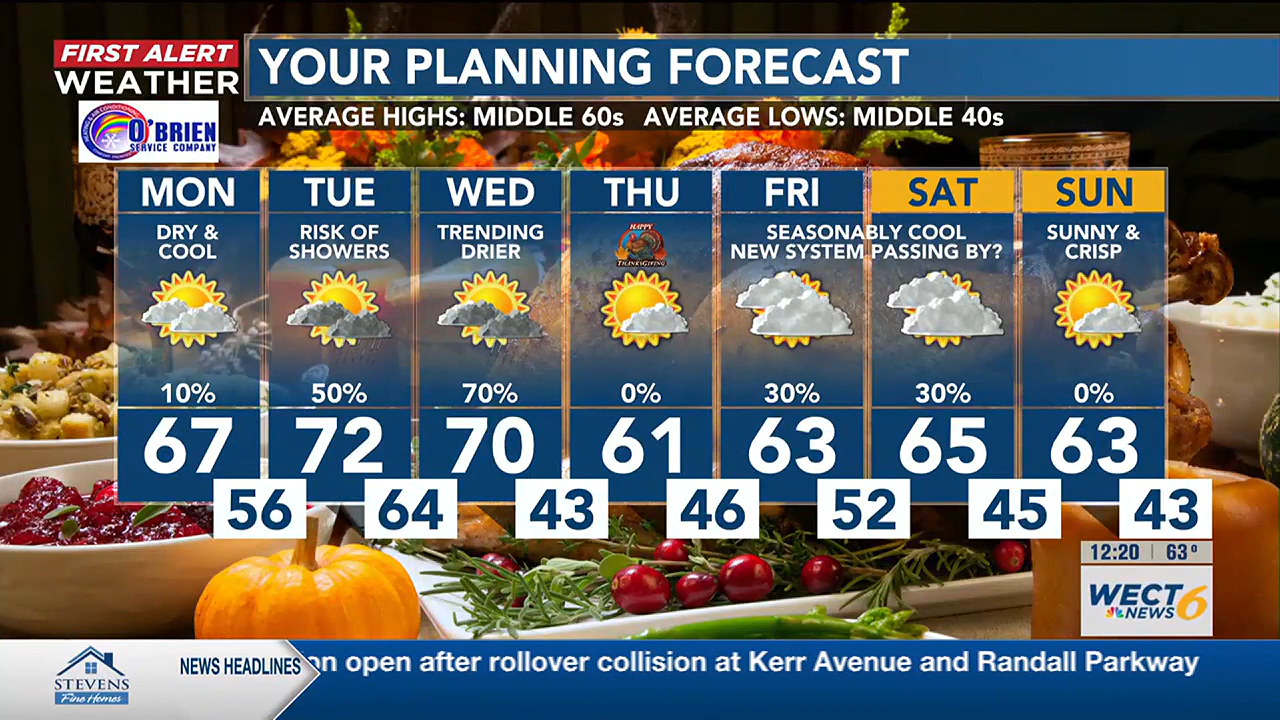 FIRST ALERT
WEATHER
YOUR PLANNING FORECAST
AVERAGE HIGHS: MIDDLE 60s AVERAGE LOWS: MIDDLE 40s
O'BRIEN
SERVICE COMPANY
MON TUE WED THU FRI SAT SUN
DRY &
COOL
RISK OF
SHOWERS
TRENDING
DRIER
HAPPY
THANKSGIVING
SEASONABLY COOL
NEW SYSTEM PASSING BY?
SUNNY &
CRISP
10% 50% 70% 0% 30% 30% 0%
67 72 70 61 63 65 63
56 64 43 46 52 45 43
12:20 63°
WECT 6
NEWS
STEVENS
Fine Homes
NEWS HEADLINES
on open after rollover collision at Kerr Avenue and Randall Parkway